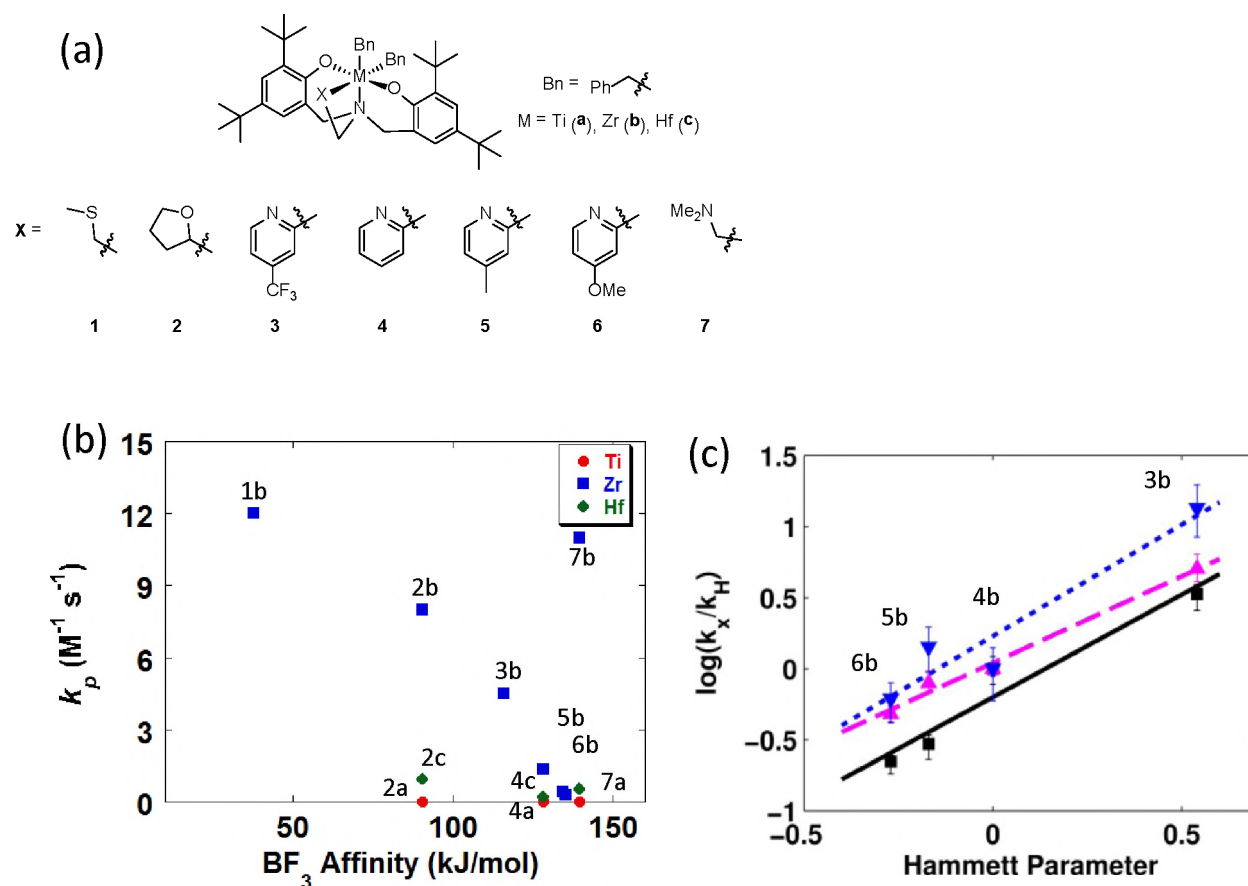 (a)
Bn
Bn
O
M
O
X
N
Bn = Ph
M = Ti (a), Zr (b), Hf (c)
X =
S
O
N
CF3
N
N
N
OMe
Me2N
1 2 3 4 5 6 7
(b)
15
12
9
6
3
0
kp (M-1 s-1)
Ti
Zr
Hf
1b
7b
2b
3b
5b
6b
2c
2a
4c
4a
7a
50 100 150
BF3 Affinity (kJ/mol)
(c)
1.5
1
0.5
0
−0.5
−1
log(kx/kH)
3b
4b
5b
6b
−0.5 0 0.5
Hammett Parameter